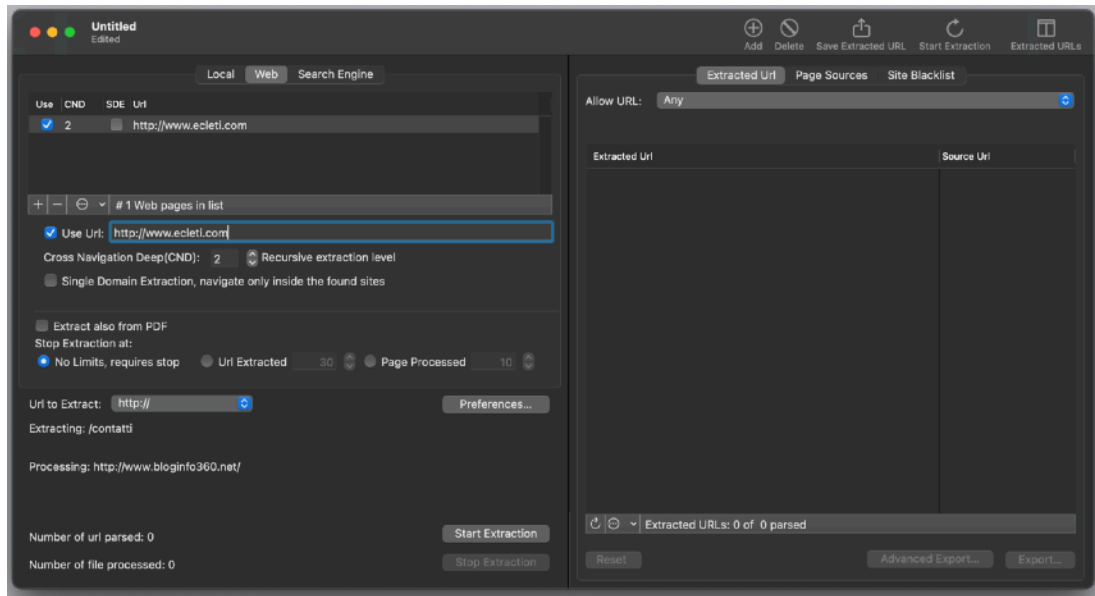 Untitled
Edited
Add Delete Save Extracted URL Start Extraction Extracted URLs
Local Web Search Engine
Use CND SDE Url
2 http://www.ecleti.com
# 1 Web pages in list
Use Url: http://www.ecleti.com
Cross Navigation Deep(CND): 2 Recursive extraction level
Single Domain Extraction, navigate only inside the found sites
Extract also from PDF
Stop Extraction at:
No Limits, requires stop Url Extracted 30 Page Processed 10
Url to Extract: http:// Preferences...
Extracting: /contatti
Processing: http://www.bloginfo360.net/
Number of url parsed: 0 Start Extraction
Number of file processed: 0 Stop Extraction
Extracted Url Page Sources Site Blacklist
Allow URL: Any
Extracted Url Source Url
Extracted URLs: 0 of 0 parsed
Reset Advanced Export... Export...